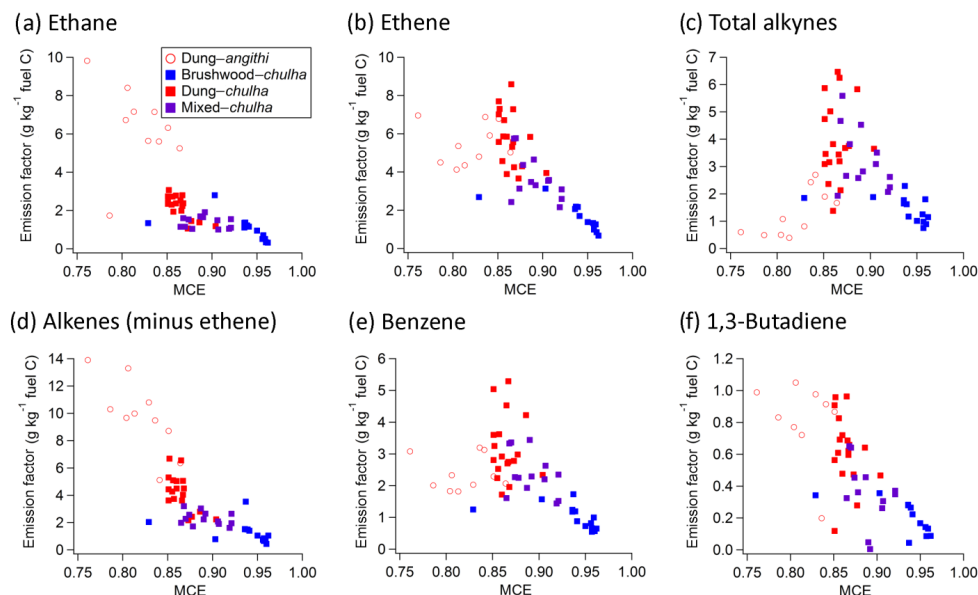 (a) Ethane
(b) Ethene
(c) Total alkynes
Emission factor (g kg⁻¹ fuel C)
10
8
6
4
2
0
0.75 0.80 0.85 0.90 0.95 1.00
MCE
Dung–angithi
Brushwood–chulha
Dung–chulha
Mixed–chulha
Emission factor (g kg⁻¹ fuel C)
10
8
6
4
2
0
0.75 0.80 0.85 0.90 0.95 1.00
MCE
Emission factor (g kg⁻¹ fuel C)
7
6
5
4
3
2
1
0
0.75 0.80 0.85 0.90 0.95 1.00
MCE
(d) Alkenes (minus ethene)
(e) Benzene
(f) 1,3-Butadiene
Emission factor (g kg⁻¹ fuel C)
14
12
10
8
6
4
2
0
0.75 0.80 0.85 0.90 0.95 1.00
MCE
Emission factor (g kg⁻¹ fuel C)
6
5
4
3
2
1
0
0.75 0.80 0.85 0.90 0.95 1.00
MCE
Emission factor (g kg⁻¹ fuel C)
1.2
1.0
0.8
0.6
0.4
0.2
0.0
0.75 0.80 0.85 0.90 0.95 1.00
MCE